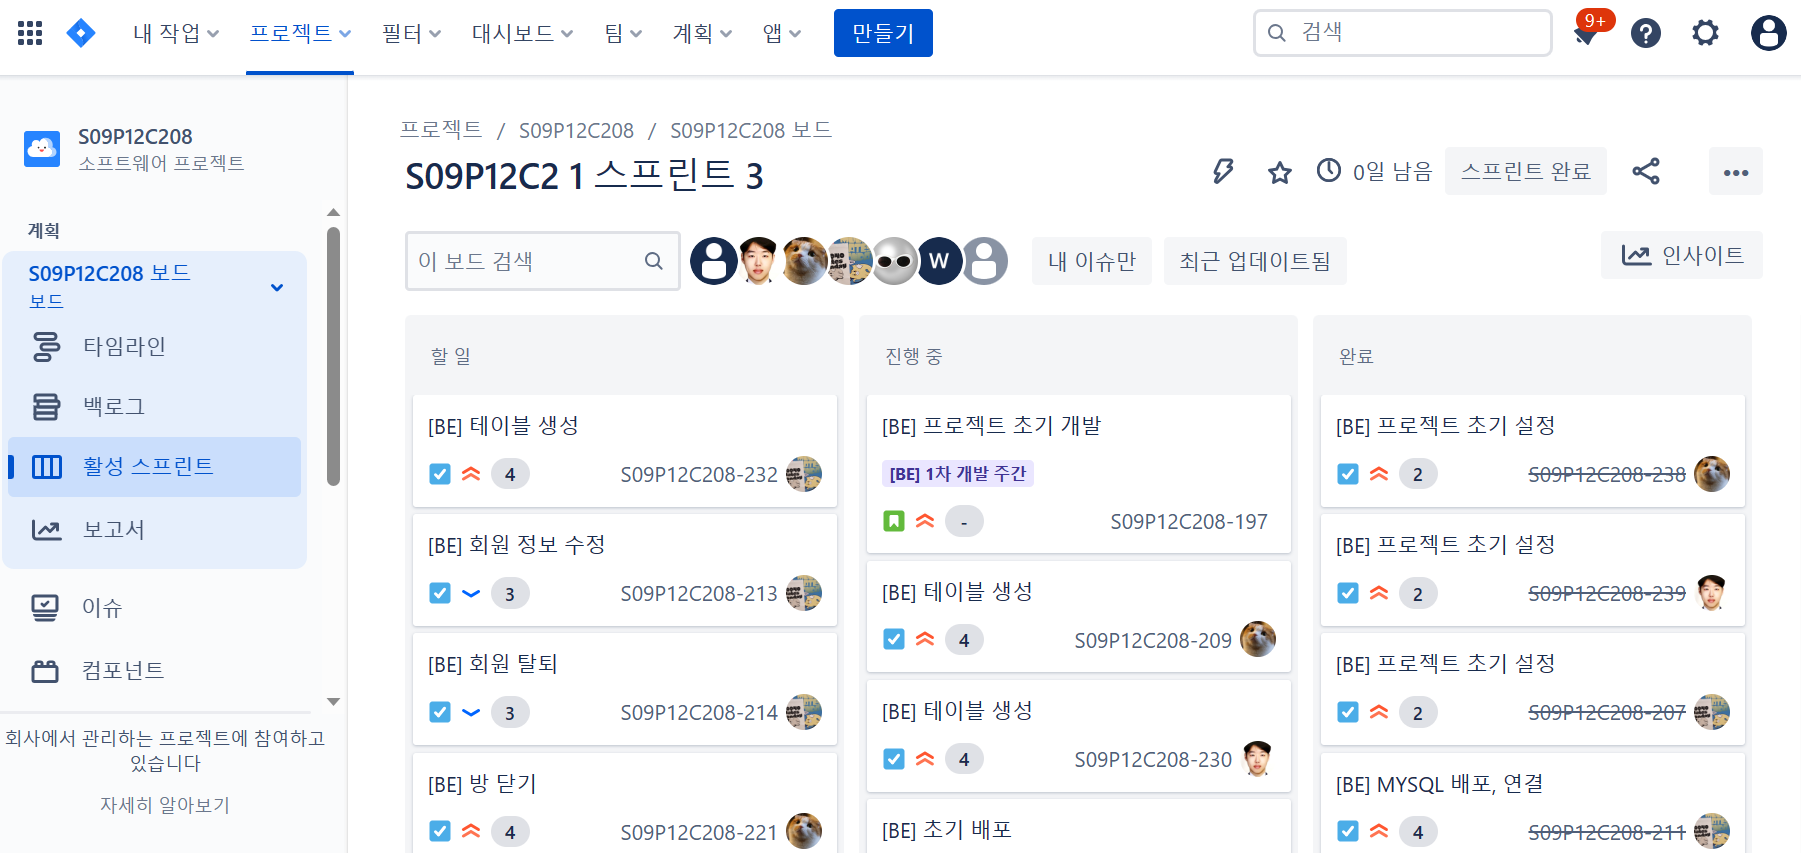 내 작업
프로젝트
필터
대시보드
팀
계획
앱
만들기
검색
9+
S09P12C208
소프트웨어 프로젝트
계획
S09P12C208 보드
보드
타임라인
백로그
활성 스프린트
보고서
이슈
컴포넌트
회사에서 관리하는 프로젝트에 참여하고
있습니다
자세히 알아보기
프로젝트 / S09P12C208 / S09P12C208 보드
S09P12C2 1 스프린트 3
0일 남음
스프린트 완료
이 보드 검색
W
내 이슈만
최근 업데이트됨
인사이트
할 일
[BE] 테이블 생성
4 S09P12C208-232
[BE] 회원 정보 수정
3 S09P12C208-213
[BE] 회원 탈퇴
3 S09P12C208-214
[BE] 방 닫기
4 S09P12C208-221
진행 중
[BE] 프로젝트 초기 개발
[BE] 1차 개발 주간
- S09P12C208-197
[BE] 테이블 생성
4 S09P12C208-209
[BE] 테이블 생성
4 S09P12C208-230
[BE] 초기 배포
완료
[BE] 프로젝트 초기 설정
2 S09P12C208-238
[BE] 프로젝트 초기 설정
2 S09P12C208-239
[BE] 프로젝트 초기 설정
2 S09P12C208-207
[BE] MYSQL 배포, 연결
4 S09P12C208-211